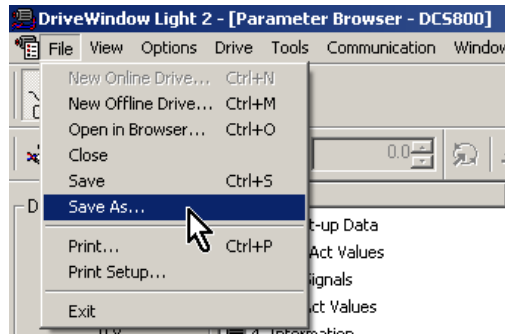 DriveWindow Light 2 - [Parameter Browser - DCS800]
File View Options Drive Tools Communication Window
New Online Drive... Ctrl+N
New Offline Drive... Ctrl+M
Open in Browser... Ctrl+O
Close
Save Ctrl+S
Save As...
Print... Ctrl+P
Print Setup...
Exit
0.0
D
t-up Data
Act Values
ignals
ct Values
4 Information